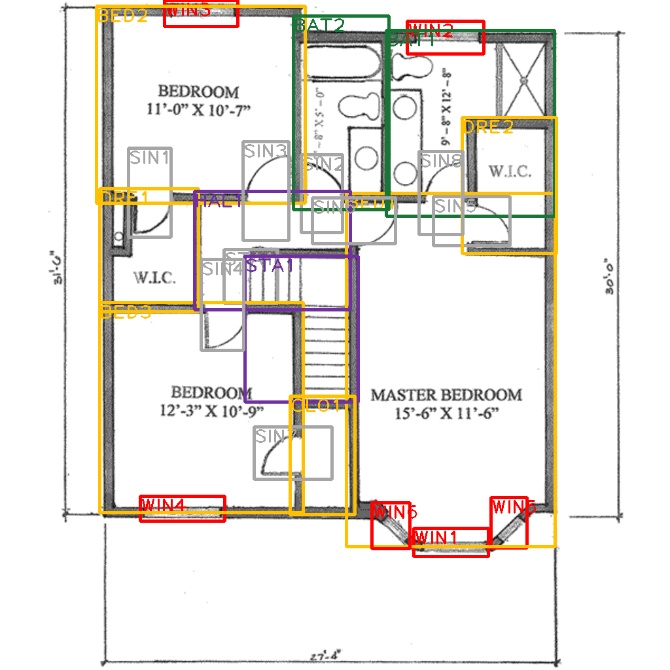 WIN3
BED2
BAT2
WIN2
BAT1
BEDROOM
11'-0" X 10'-7"
8" X 5'-0"
9'-8" X 12'-8"
DRE2
SIN1
SIN3
SIN2
SIN8
W.I.C.
DRE1
HAL1
SIN5
W.I.C.
SIN4
STA1
BED3
31'-6"
30'-0"
BEDROOM
12'-3" X 10'-9"
MASTER BEDROOM
15'-6" X 11'-6"
CLO1
SIN7
WIN4
WIN6
WIN5
WIN1
27'-4"